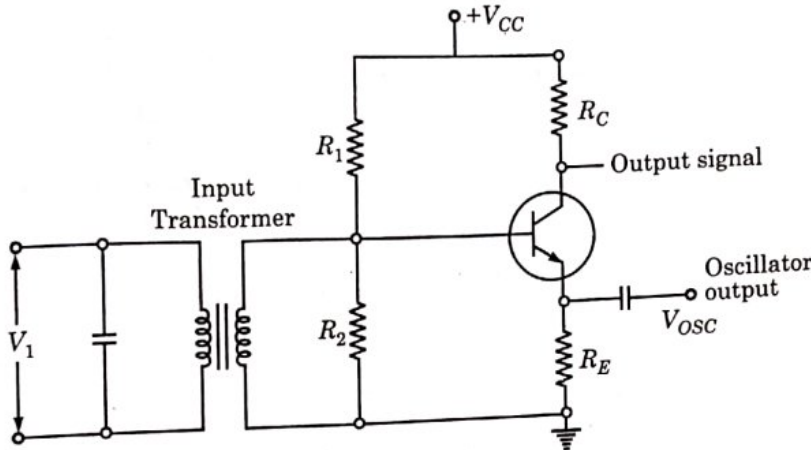 +V_CC
R_C
R_1
Output signal
Input
Transformer
Oscillator
output
V_1
R_2
V_OSC
R_E